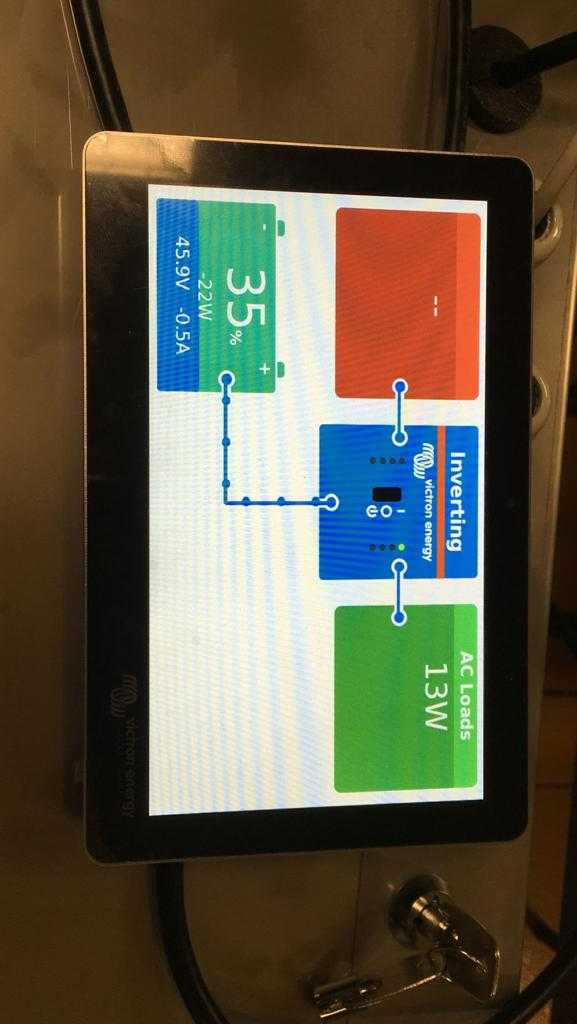 --
Inverting
victron energy
AC Loads
13W
- +
35%
-22W
45.9V -0.5A
victron energy